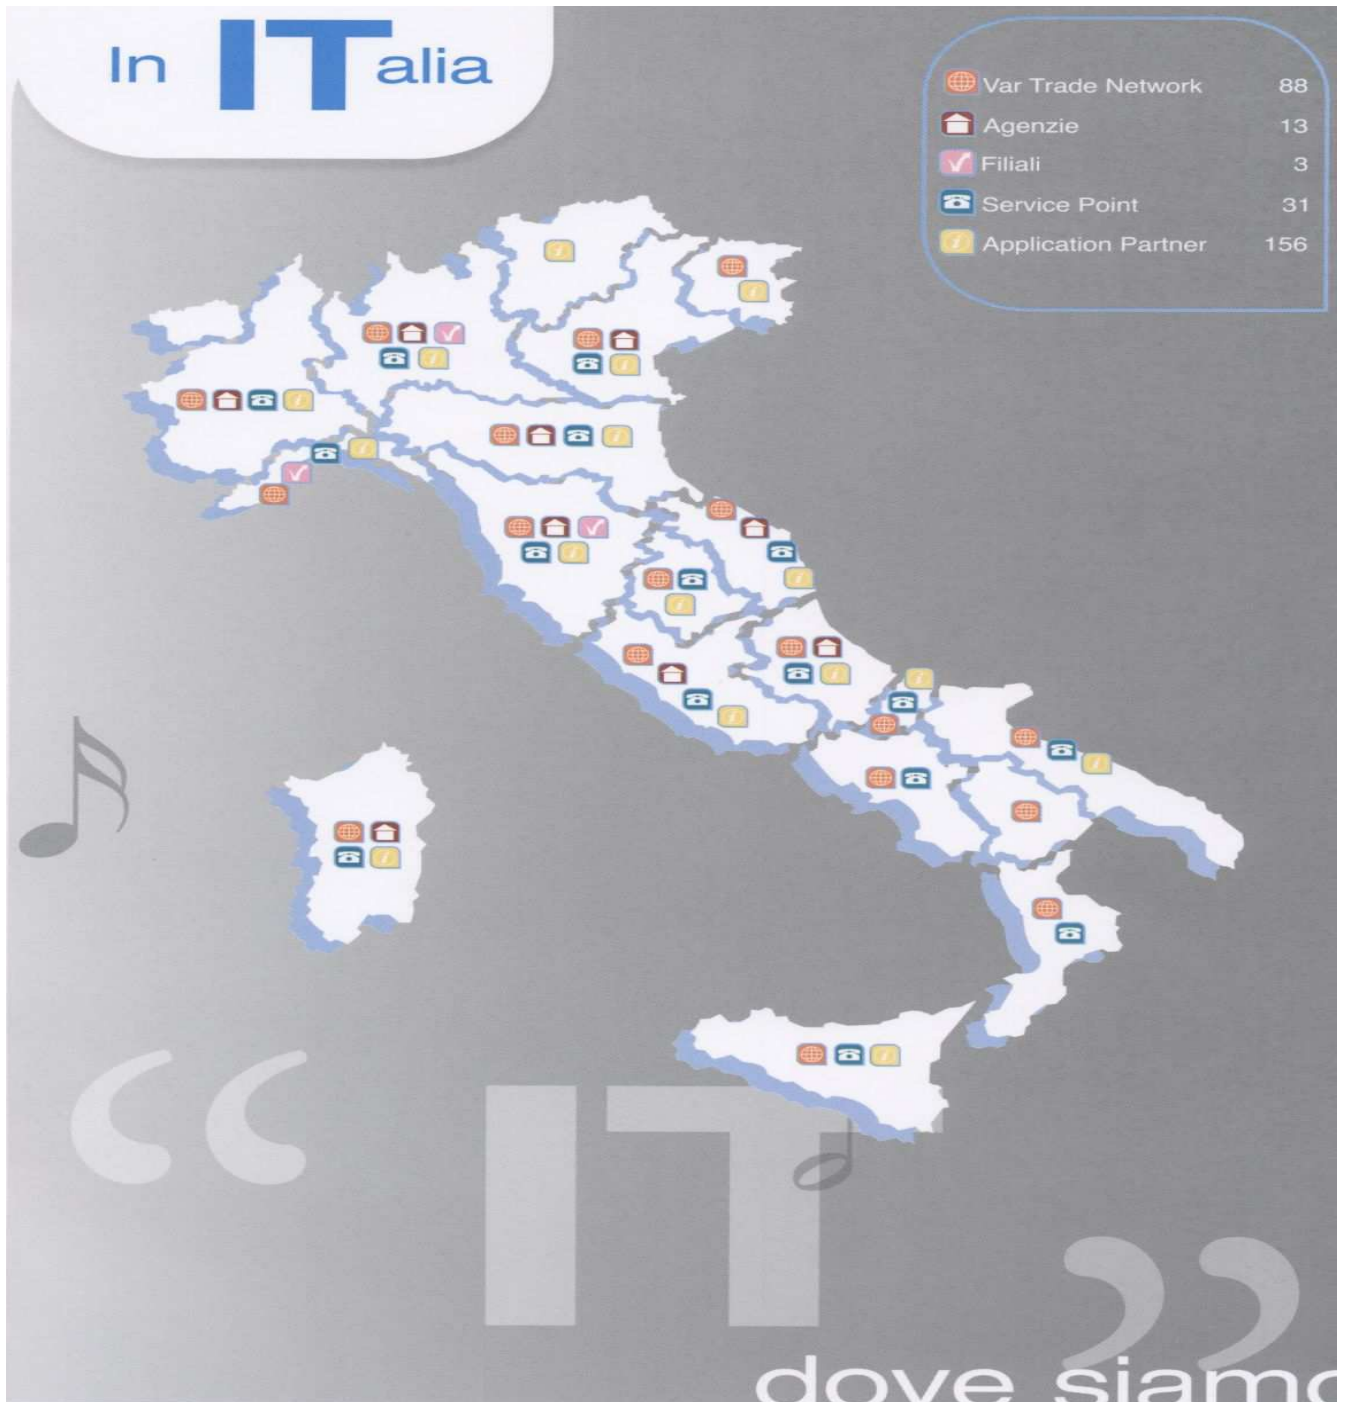 In ITalia
Var Trade Network 88
Agenzie 13
Filiali 3
Service Point 31
Application Partner 156
“ IT ”
dove siamo